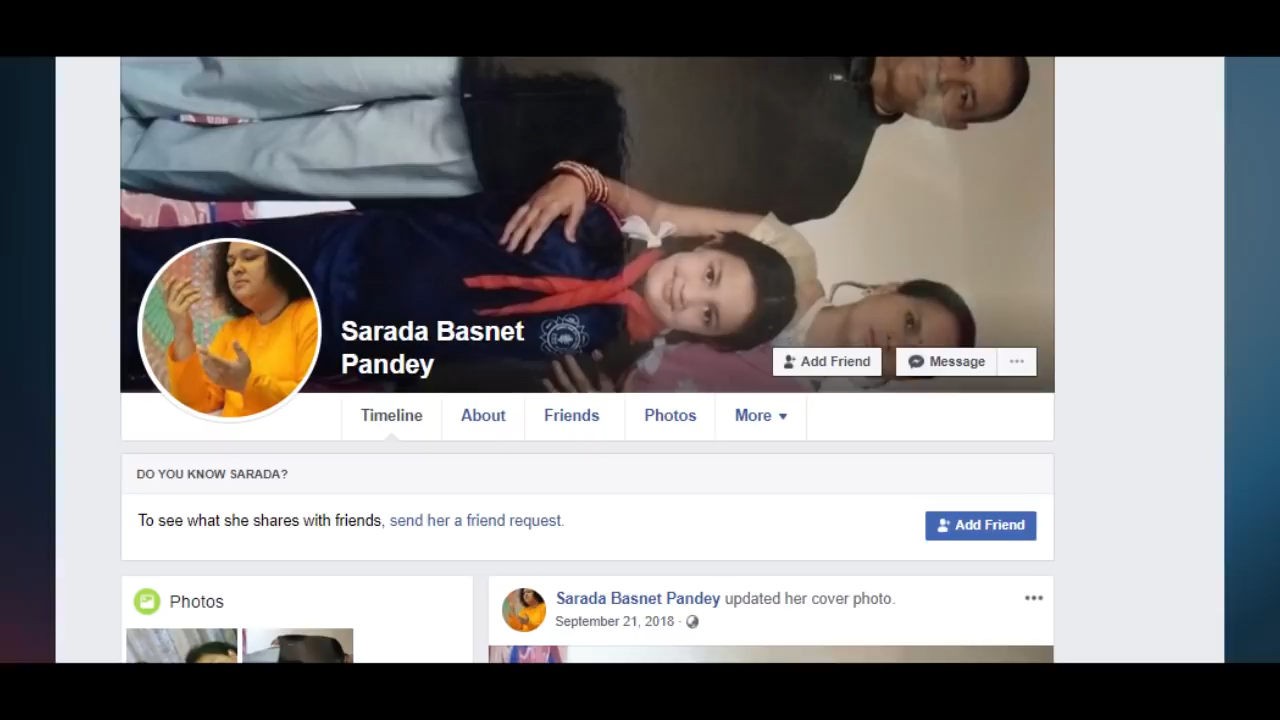 Sarada Basnet
Pandey
Add Friend
Message
Timeline
About
Friends
Photos
More
DO YOU KNOW SARADA?
To see what she shares with friends, send her a friend request.
Add Friend
Photos
Sarada Basnet Pandey updated her cover photo.
September 21, 2018 ·